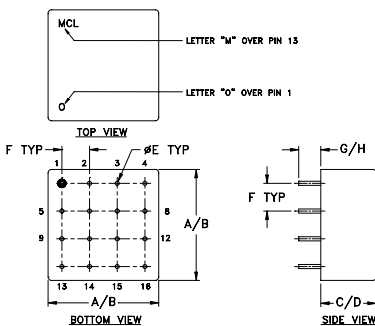 MCL
LETTER "M" OVER PIN 13
O
LETTER "O" OVER PIN 1
TOP VIEW
F TYP
øE TYP
G/H
1 2 3 4
F TYP
5 8
A/B
9 12
13 14 15 16
A/B
C/D
BOTTOM VIEW
SIDE VIEW